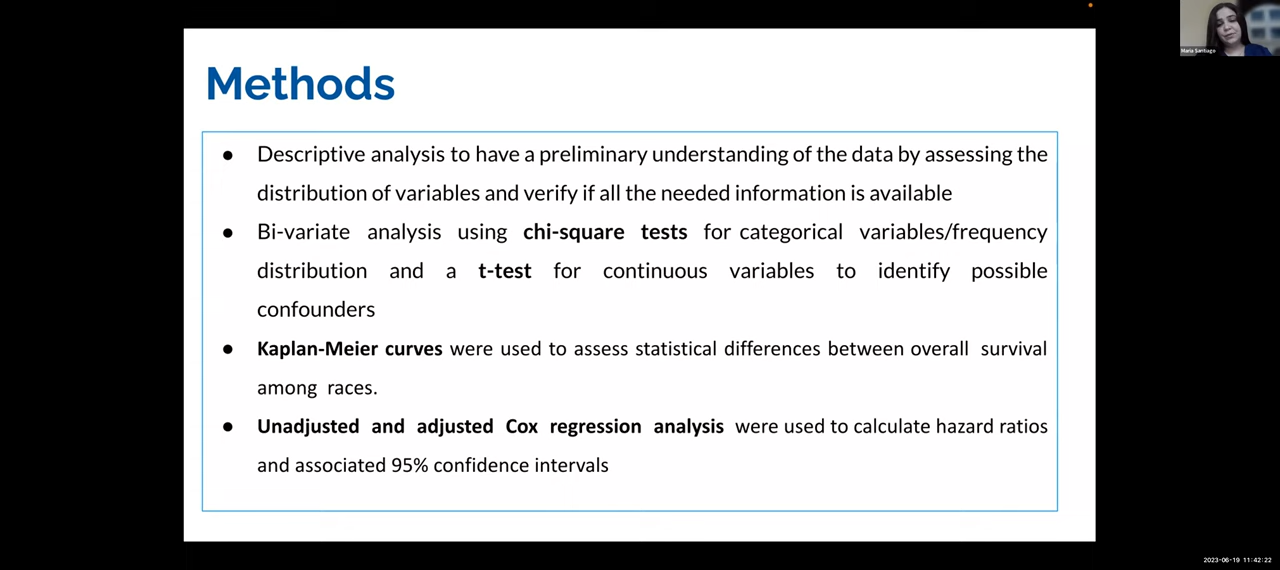 Methods
● Descriptive analysis to have a preliminary understanding of the data by assessing the
distribution of variables and verify if all the needed information is available
● Bi-variate analysis using chi-square tests for categorical variables/frequency
distribution and a t-test for continuous variables to identify possible
confounders
● Kaplan-Meier curves were used to assess statistical differences between overall survival
among races.
● Unadjusted and adjusted Cox regression analysis were used to calculate hazard ratios
and associated 95% confidence intervals
Maria Santiago
2023-06-19 11:42:22